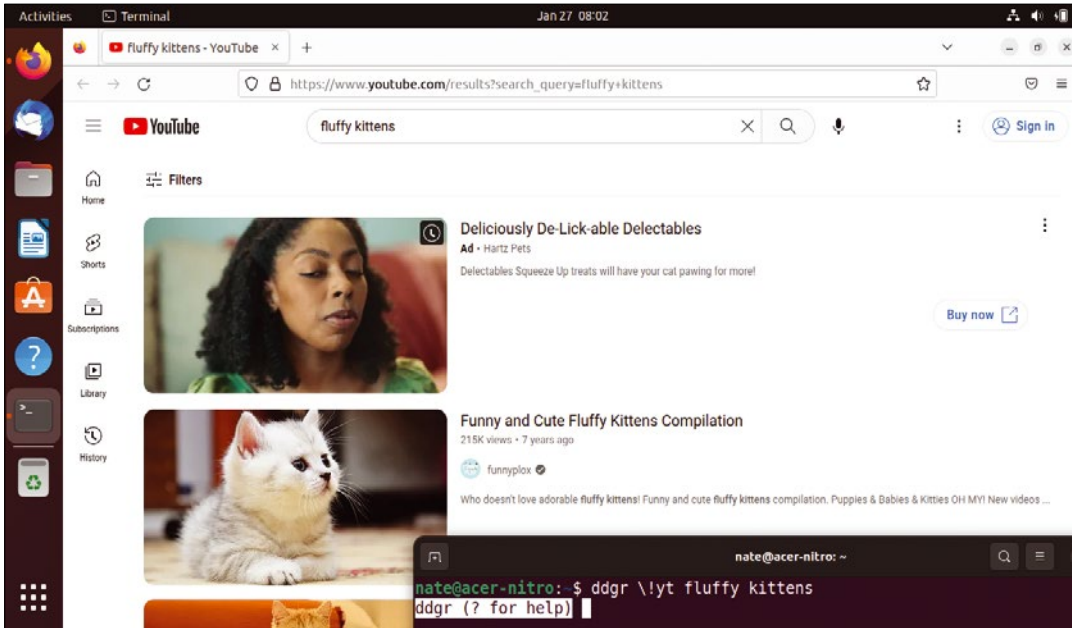 Activities
Terminal
Jan 27 08:02
fluffy kittens - YouTube
https://www.youtube.com/results?search_query=fluffy+kittens
YouTube
fluffy kittens
Sign in
Home
Filters
Shorts
Subscriptions
Library
History
Deliciously De-Lick-able Delectables
Ad • Hartz Pets
Delectables Squeeze Up treats will have your cat pawing for more!
Buy now
Funny and Cute Fluffy Kittens Compilation
215K views • 7 years ago
funnyplox
Who doesn't love adorable fluffy kittens! Funny and cute fluffy kittens compilation. Puppies & Babies & Kitties OH MY! New videos ...
nate@acer-nitro: ~
nate@acer-nitro:~$ ddgr \!yt fluffy kittens
ddgr (? for help)